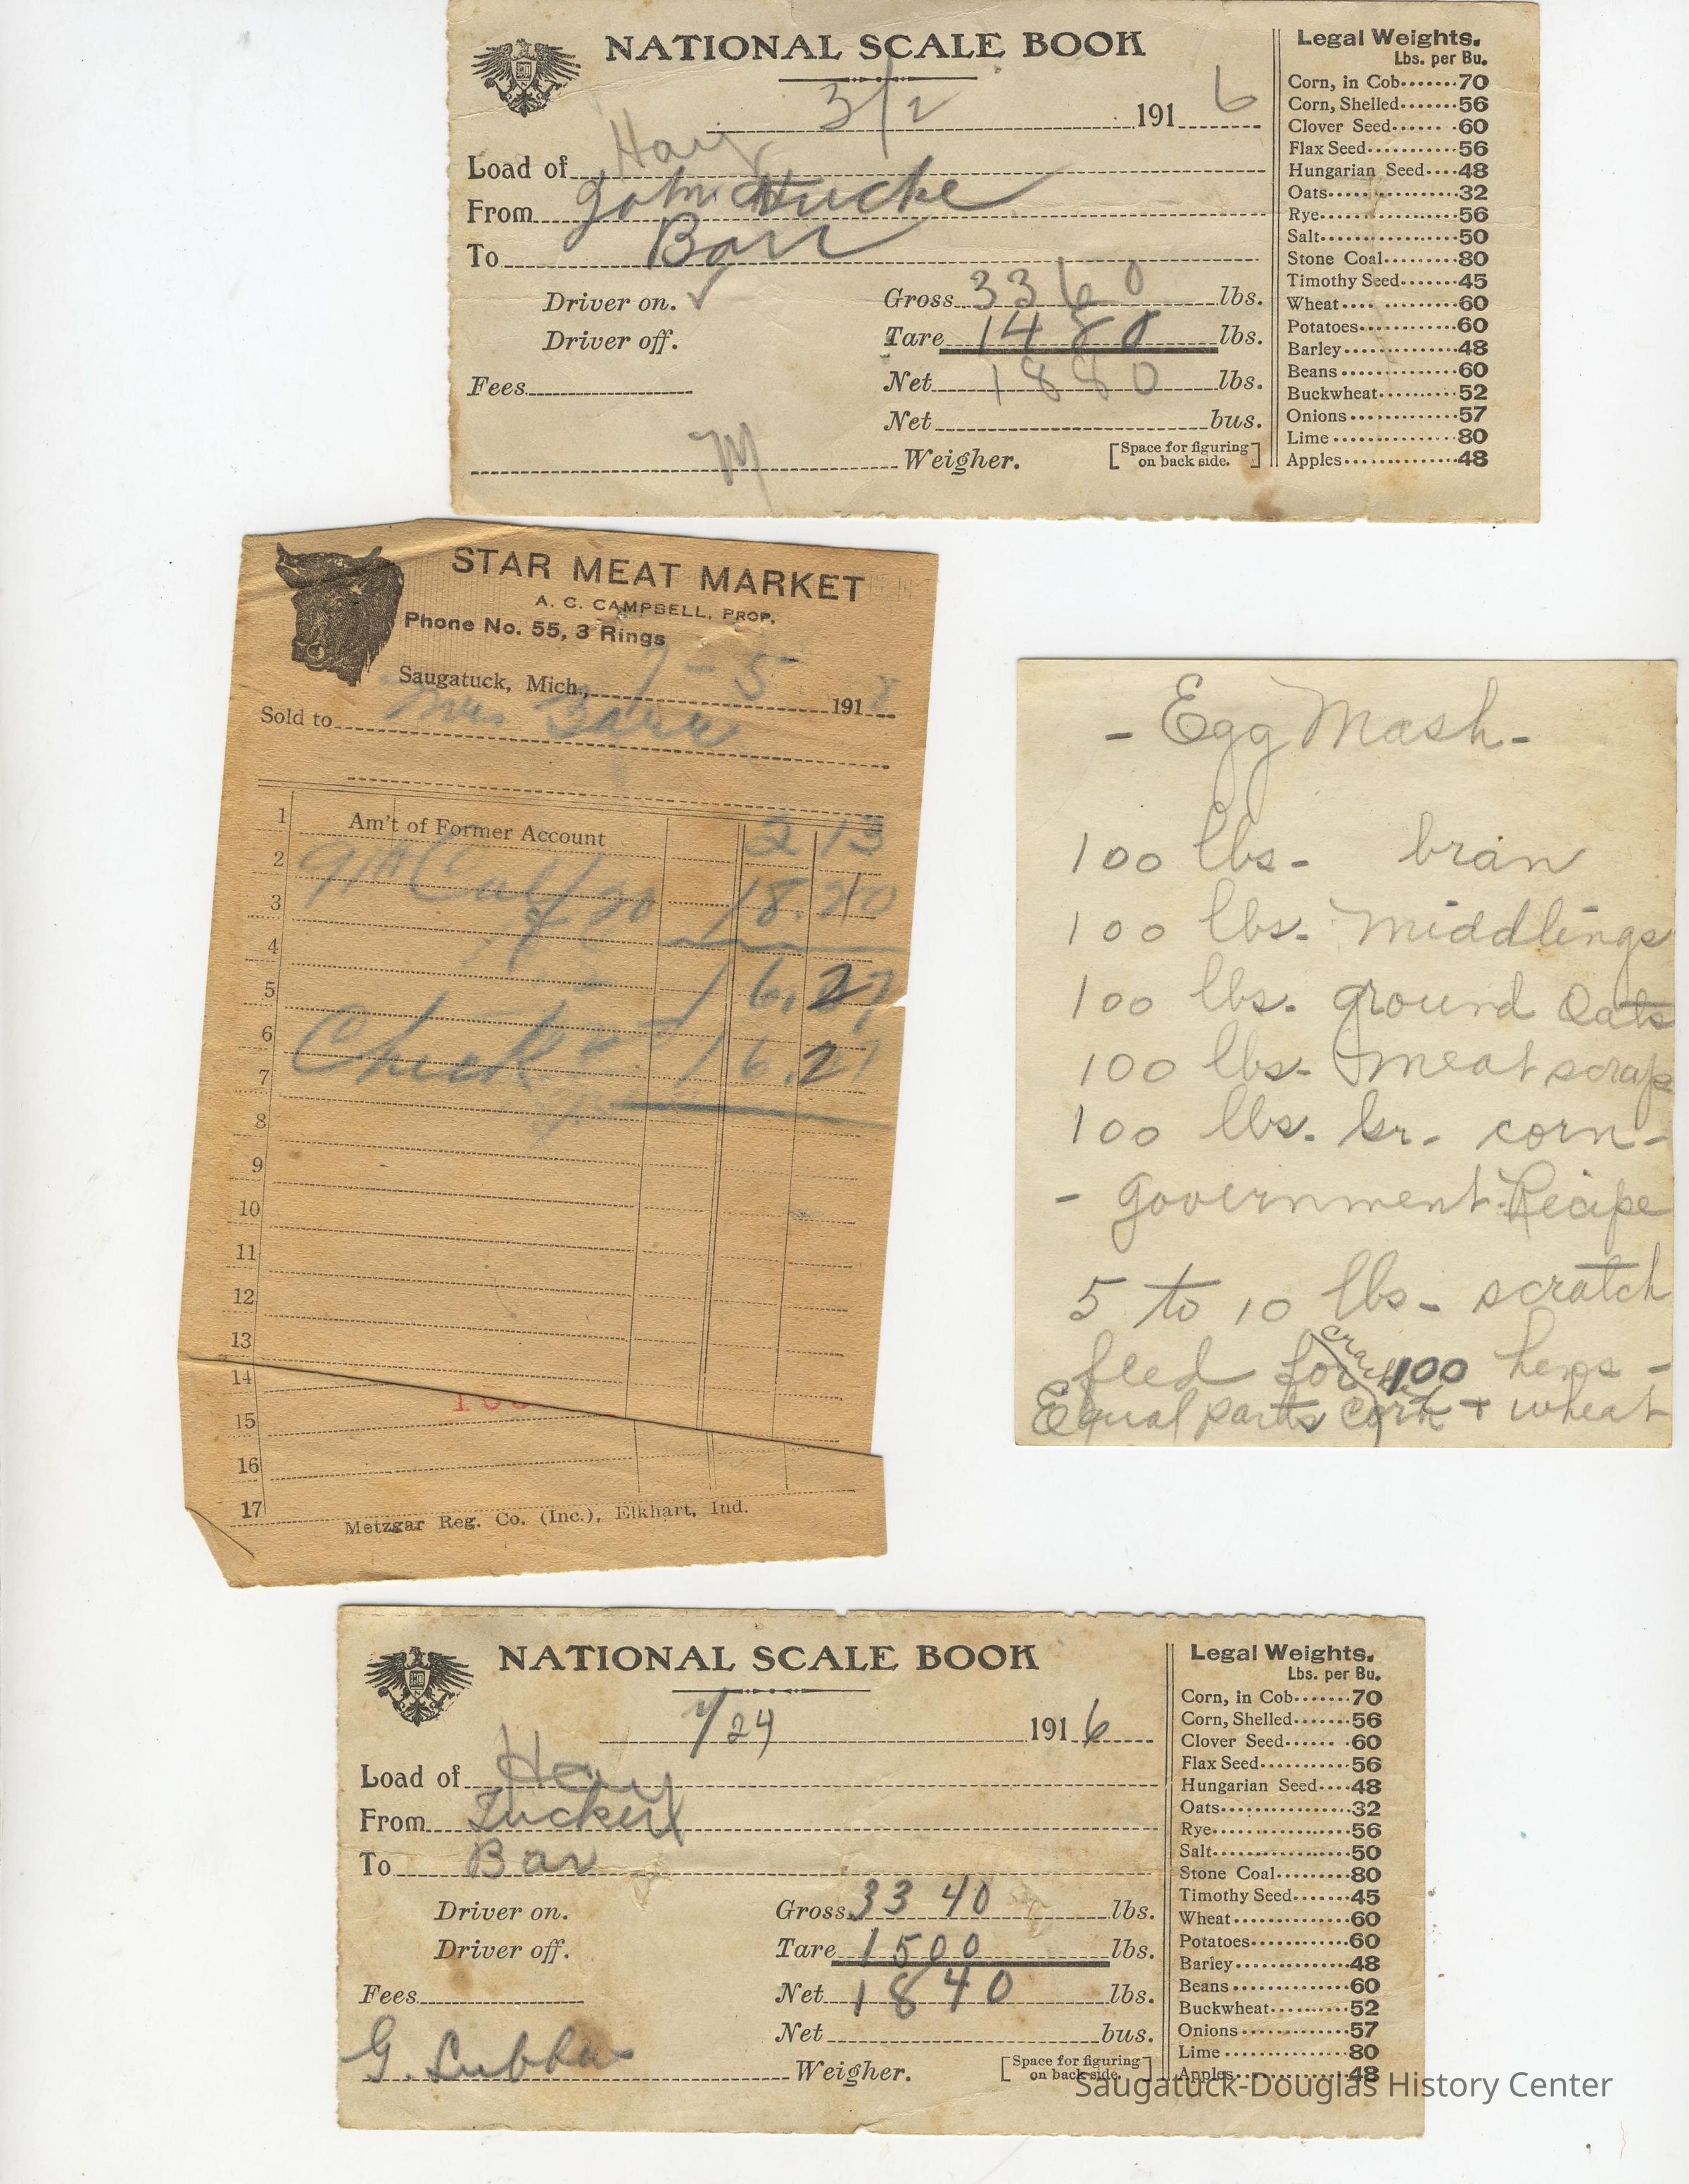 NATIONAL SCALE BOOK
3/2 191 6
Load of Hay
From John
To Barr
Driver on. ✓ Gross 3360 lbs.
Driver off. Tare 1480 lbs.
Fees Net 1880 lbs.
Net bus.
M Weigher. [Space for figuring on back side.]
Legal Weights.
Lbs. per Bu.
Corn, in Cob.......70
Corn, Shelled.......56
Clover Seed.......60
Flax Seed...........56
Hungarian Seed....48
Oats.................32
Rye..................56
Salt..................50
Stone Coal.........80
Timothy Seed......45
Wheat..............60
Potatoes............60
Barley..............48
Beans...............60
Buckwheat..........52
Onions.............57
Lime...............80
Apples..............48
STAR MEAT MARKET
A. C. CAMPBELL, PROP.
Phone No. 55, 3 Rings
Saugatuck, Mich., 7-5 191
Sold to Mrs Barr
1 Am't of Former Account 2 13
2 91# Calf 20 18.20
3
4 16.27
5
6 Check 16.27
7
8
9
10
11
12
13
14
15
16
17
Metzgar Reg. Co. (Inc.), Elkhart, Ind.
- Egg Mash -
100 lbs - bran
100 lbs. middlings
100 lbs. ground Oats
100 lbs - meat scraps
100 lbs. gr. corn -
- Government Recipe
5 to 10 lbs - scratch
feed for 100 hens -
cracked
Equal parts corn + wheat
NATIONAL SCALE BOOK
7/24 191 6
Load of Hay
From
To Bar
Driver on. Gross 3340 lbs.
Driver off. Tare 1500 lbs.
Fees Net 1840 lbs.
Net bus.
G. Weigher. [Space for figuring on back side.]
Legal Weights.
Lbs. per Bu.
Corn, in Cob.......70
Corn, Shelled.......56
Clover Seed.......60
Flax Seed...........56
Hungarian Seed....48
Oats.................32
Rye..................56
Salt..................50
Stone Coal.........80
Timothy Seed......45
Wheat..............60
Potatoes............60
Barley..............48
Beans...............60
Buckwheat..........52
Onions.............57
Lime...............80
Apples..............48
Saugatuck-Douglas History Center